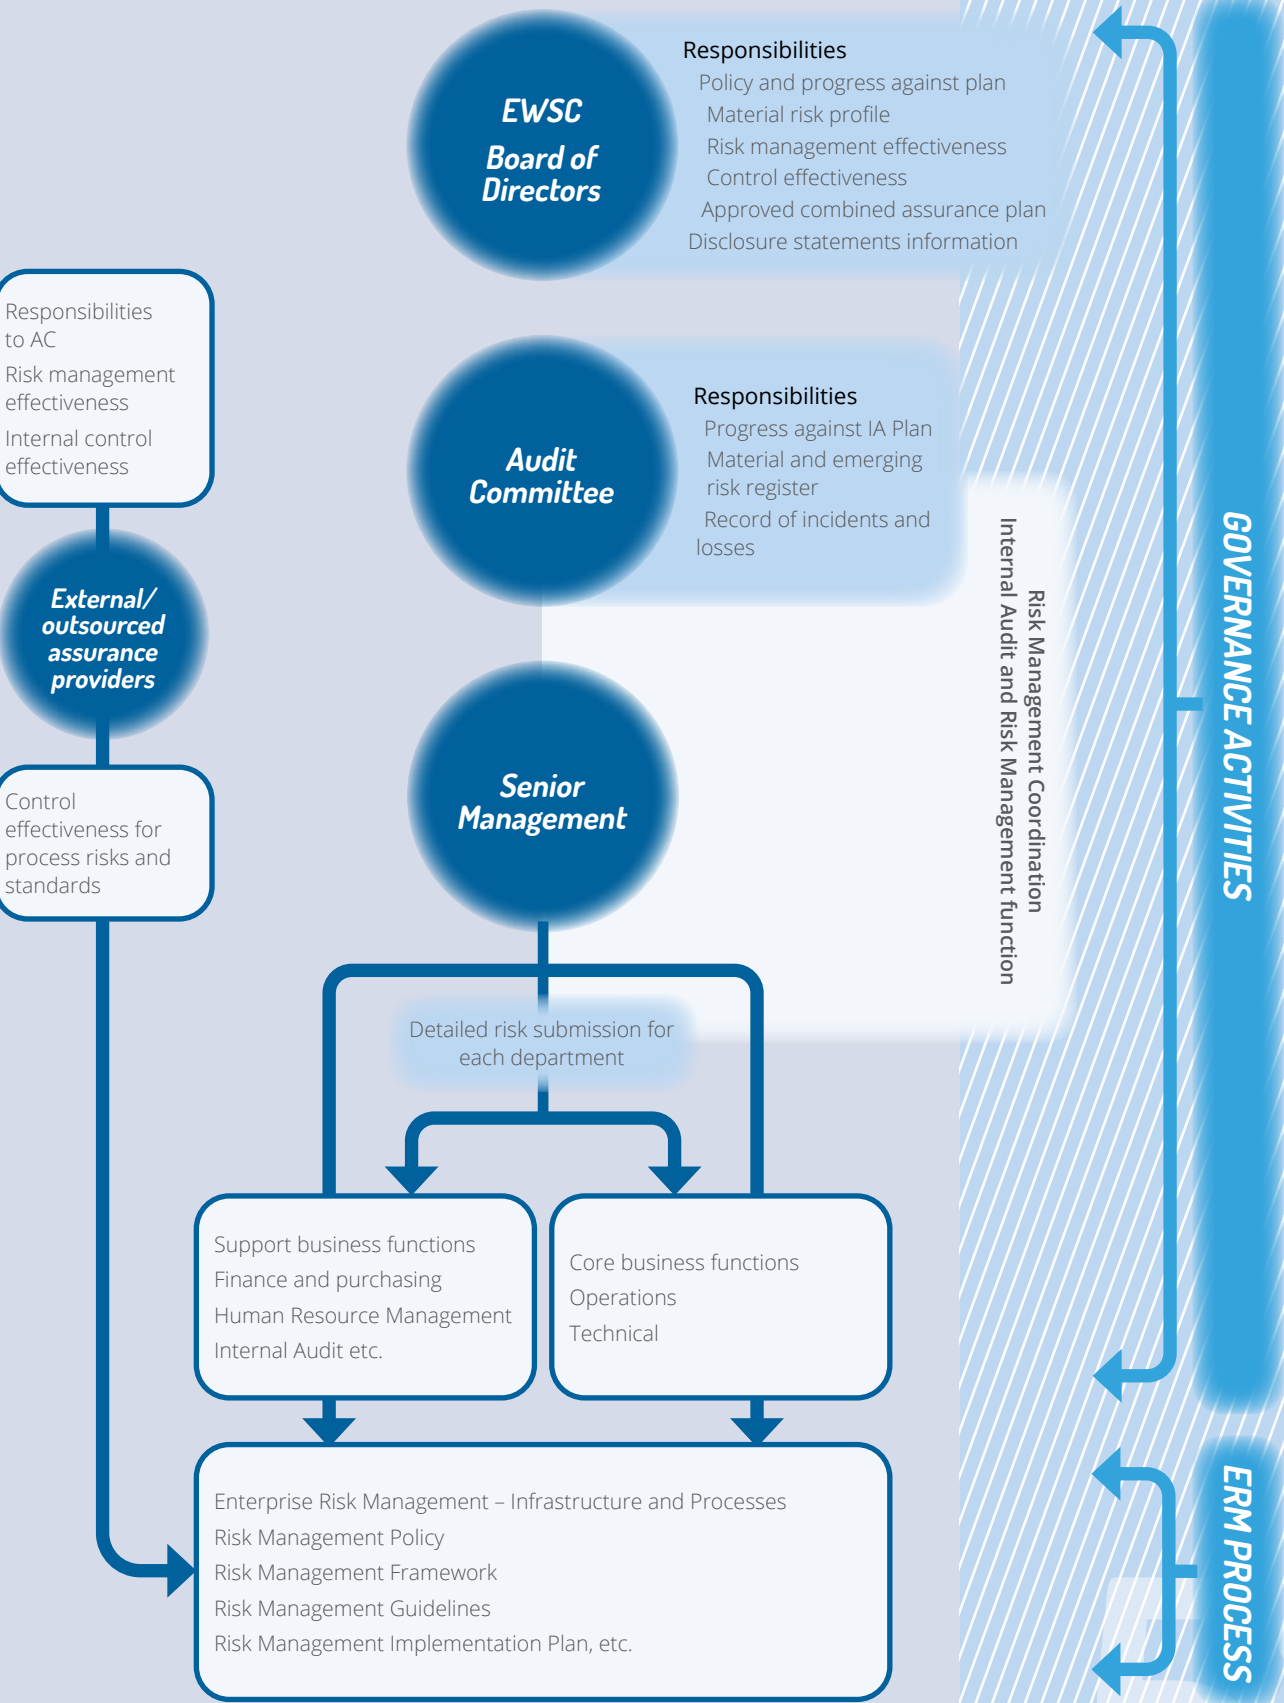 EWSC
Board of
Directors
Responsibilities
Policy and progress against plan
Material risk profile
Risk management effectiveness
Control effectiveness
Approved combined assurance plan
Disclosure statements information
Responsibilities
to AC
Risk management
effectiveness
Internal control
effectiveness
Audit
Committee
Responsibilities
Progress against IA Plan
Material and emerging
risk register
Record of incidents and
losses
External/
outsourced
assurance
providers
Risk Management Coordination
Internal Audit and Risk Management function
GOVERNANCE ACTIVITIES
Senior
Management
Control
effectiveness for
process risks and
standards
Detailed risk submission for
each department
Support business functions
Finance and purchasing
Human Resource Management
Internal Audit etc.
Core business functions
Operations
Technical
Enterprise Risk Management – Infrastructure and Processes
Risk Management Policy
Risk Management Framework
Risk Management Guidelines
Risk Management Implementation Plan, etc.
ERM PROCESS